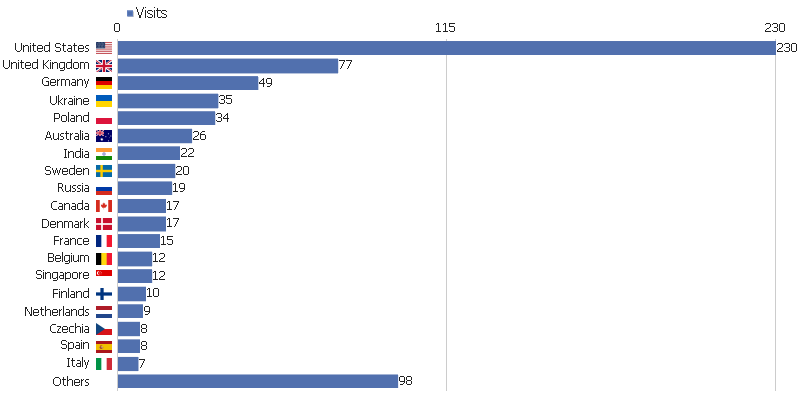 Visits
0 115 230
United States 230
United Kingdom 77
Germany 49
Ukraine 35
Poland 34
Australia 26
India 22
Sweden 20
Russia 19
Canada 17
Denmark 17
France 15
Belgium 12
Singapore 12
Finland 10
Netherlands 9
Czechia 8
Spain 8
Italy 7
Others 98